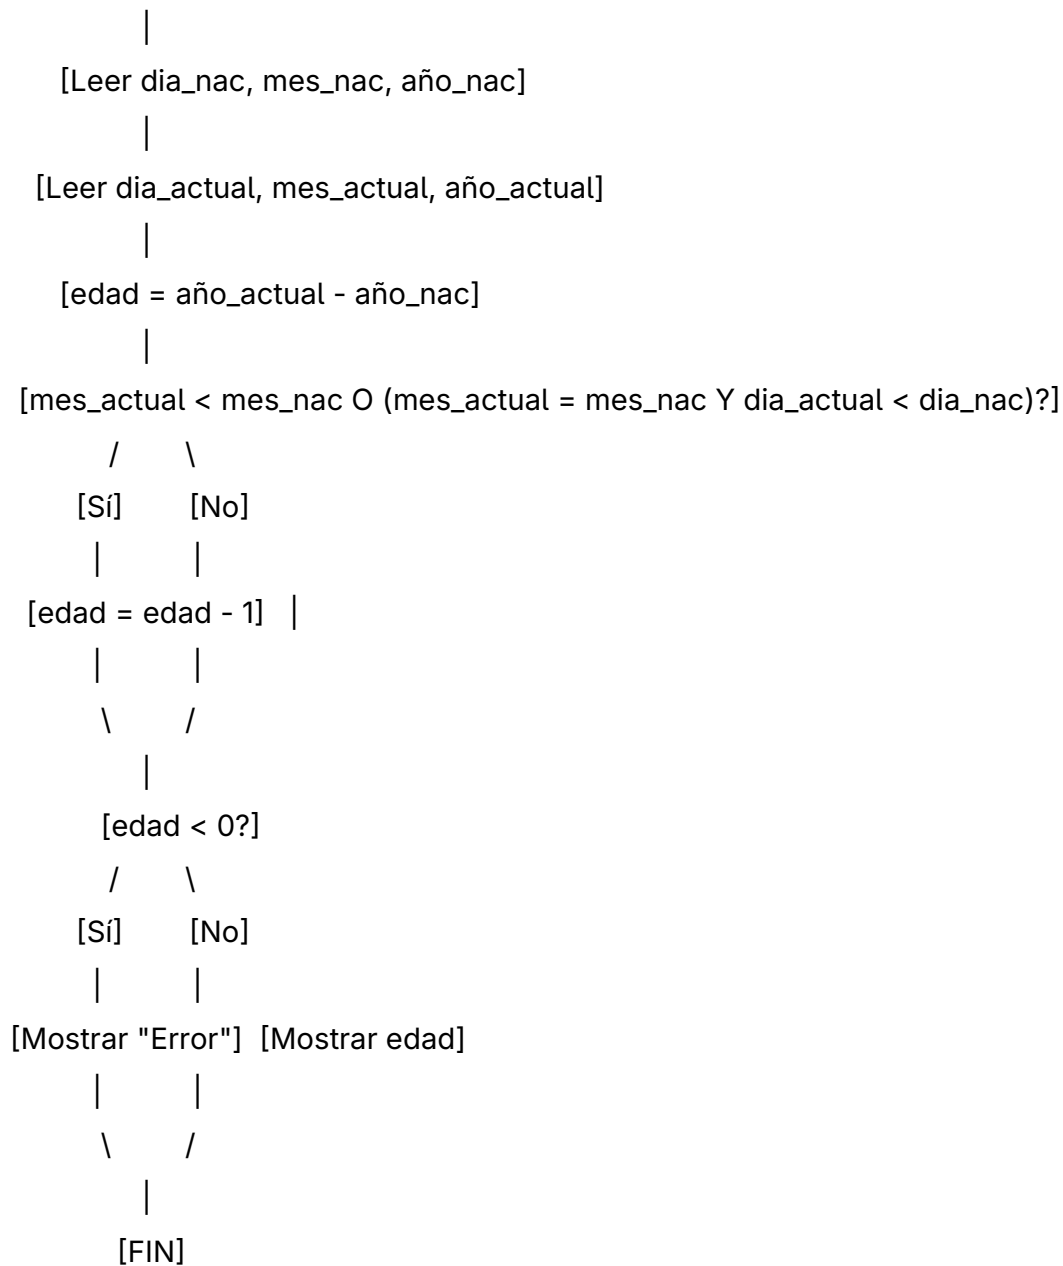 |
[Leer dia_nac, mes_nac, año_nac]
|
[Leer dia_actual, mes_actual, año_actual]
|
[edad = año_actual - año_nac]
|
[mes_actual < mes_nac O (mes_actual = mes_nac Y dia_actual < dia_nac)?]
/ \
[Sí] [No]
| |
[edad = edad - 1] |
| |
\ /
|
[edad < 0?]
/ \
[Sí] [No]
| |
[Mostrar "Error"] [Mostrar edad]
| |
\ /
|
[FIN]